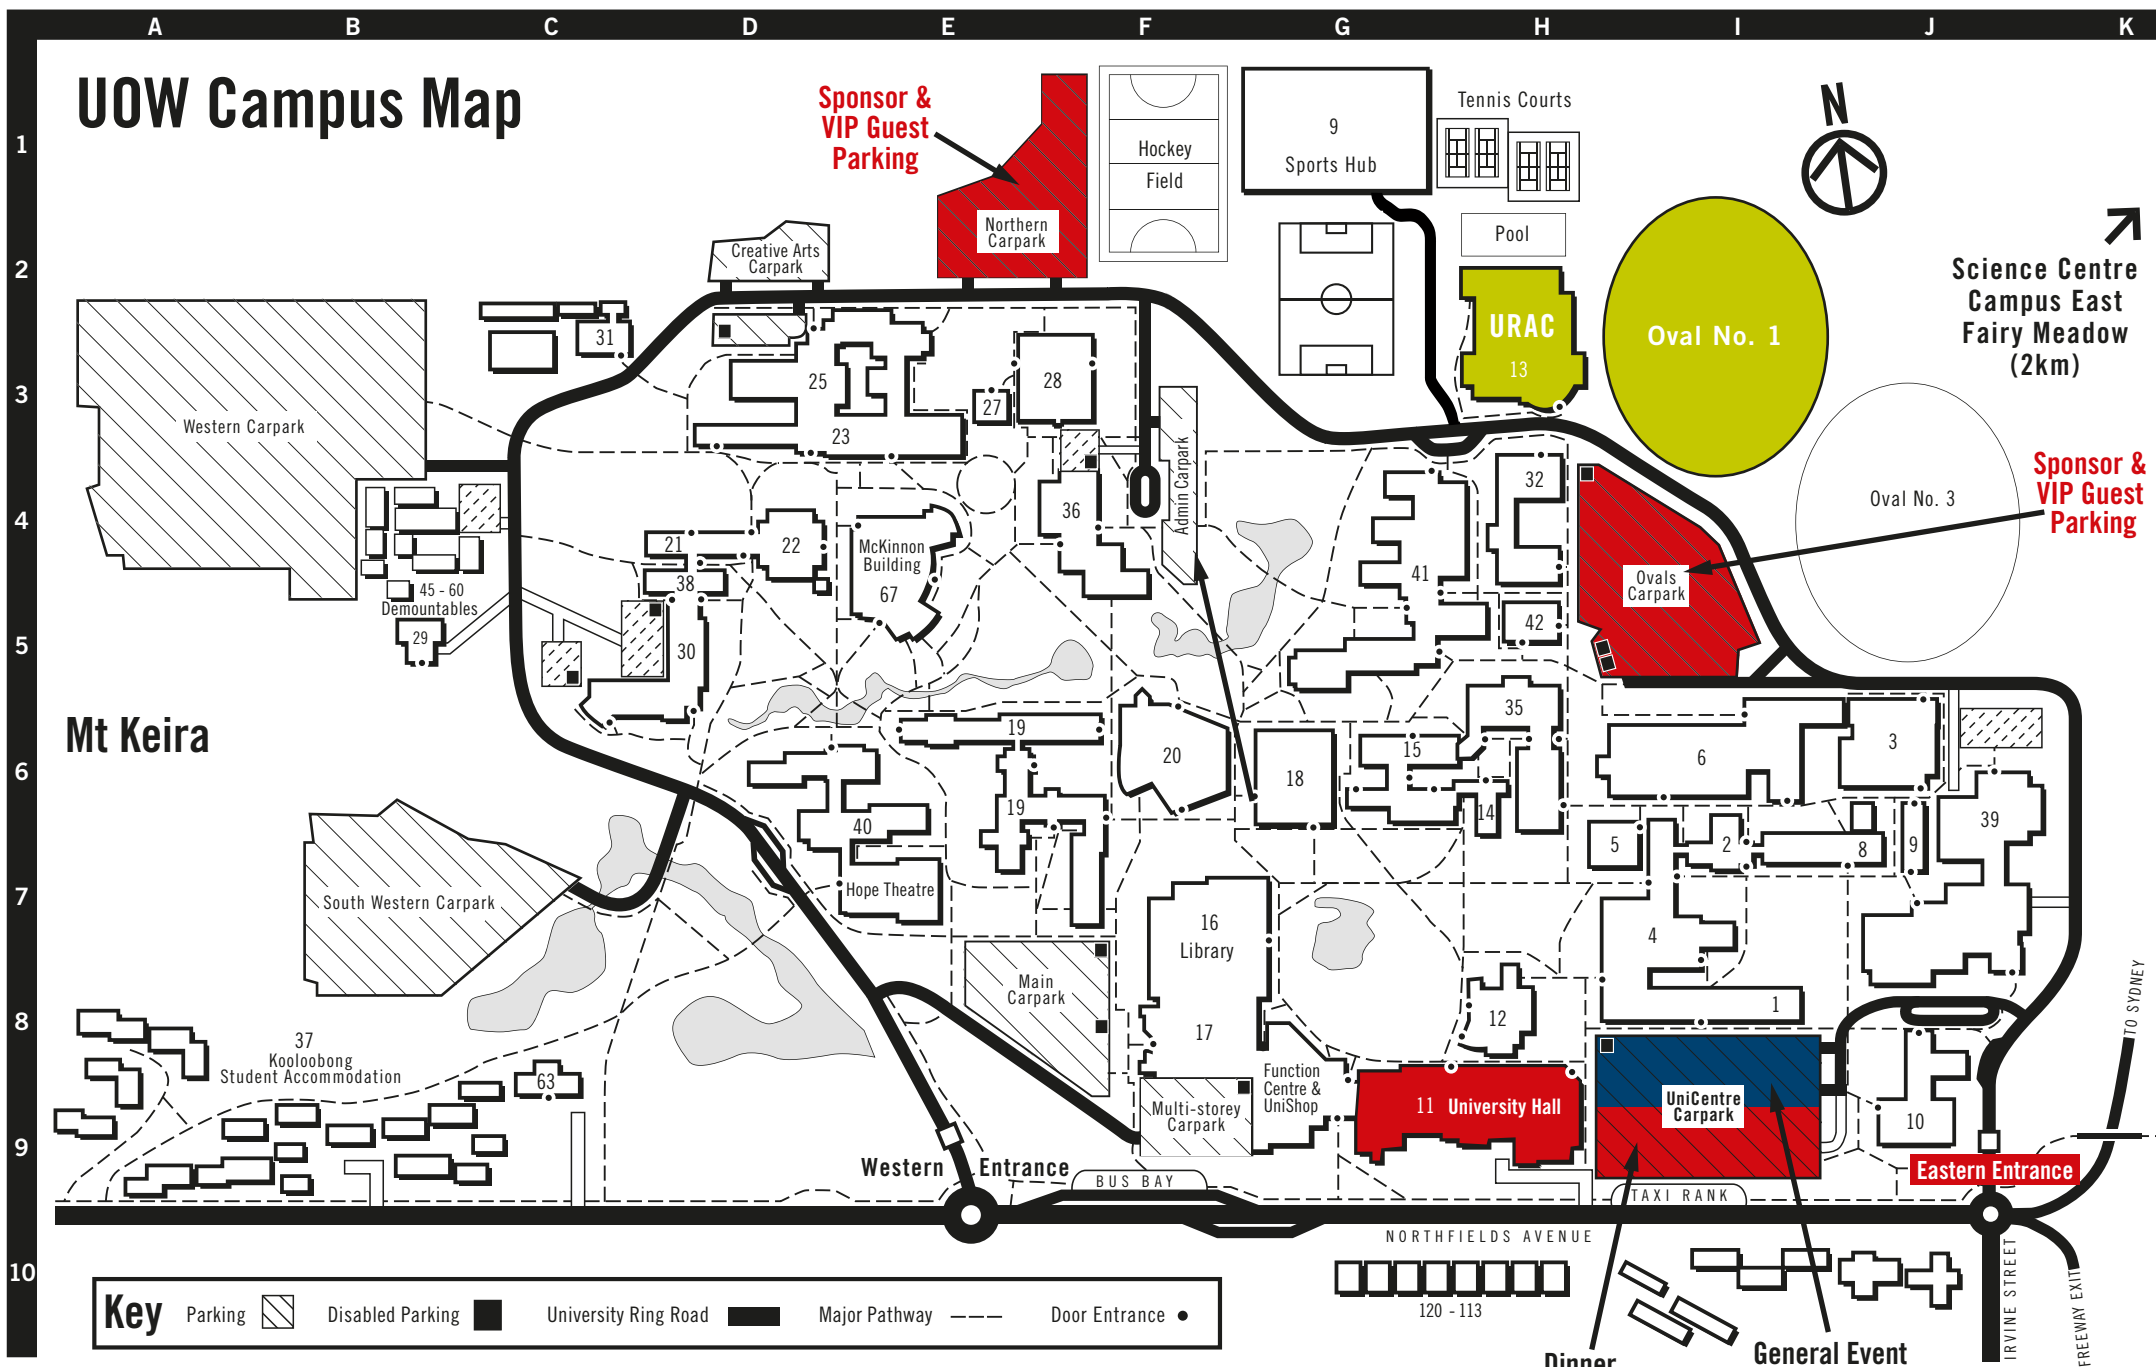 A B C D E F G H I J K
1
2
3
4
5
6
7
8
9
10
UOW Campus Map
Sponsor &
VIP Guest
Parking
Northern
Carpark
Hockey
Field
9
Sports Hub
Tennis Courts
Pool
N
Creative Arts
Carpark
URAC
13
Oval No. 1
Science Centre
Campus East
Fairy Meadow
(2km)
31
25
23
27
28
Western Carpark
Admin Carpark
Sponsor &
VIP Guest
Parking
Oval No. 3
Ovals
Carpark
32
36
41
42
21
22
38
McKinnon
Building
67
45 - 60
Demountables
29
30
Mt Keira
19
19
20
18
15
35
14
6
3
39
40
Hope Theatre
5
2
8
9
4
1
South Western Carpark
16
Library
17
Main
Carpark
12
37
Kooloobong
Student Accommodation
63
Function
Centre &
UniShop
Multi-storey
Carpark
11 University Hall
UniCentre
Carpark
10
TO SYDNEY
Western Entrance
Eastern Entrance
BUS BAY
TAXI RANK
NORTHFIELDS AVENUE
120 - 113
IRVINE STREET
FREEWAY EXIT
Key Parking Disabled Parking University Ring Road Major Pathway Door Entrance
Dinner
General Event